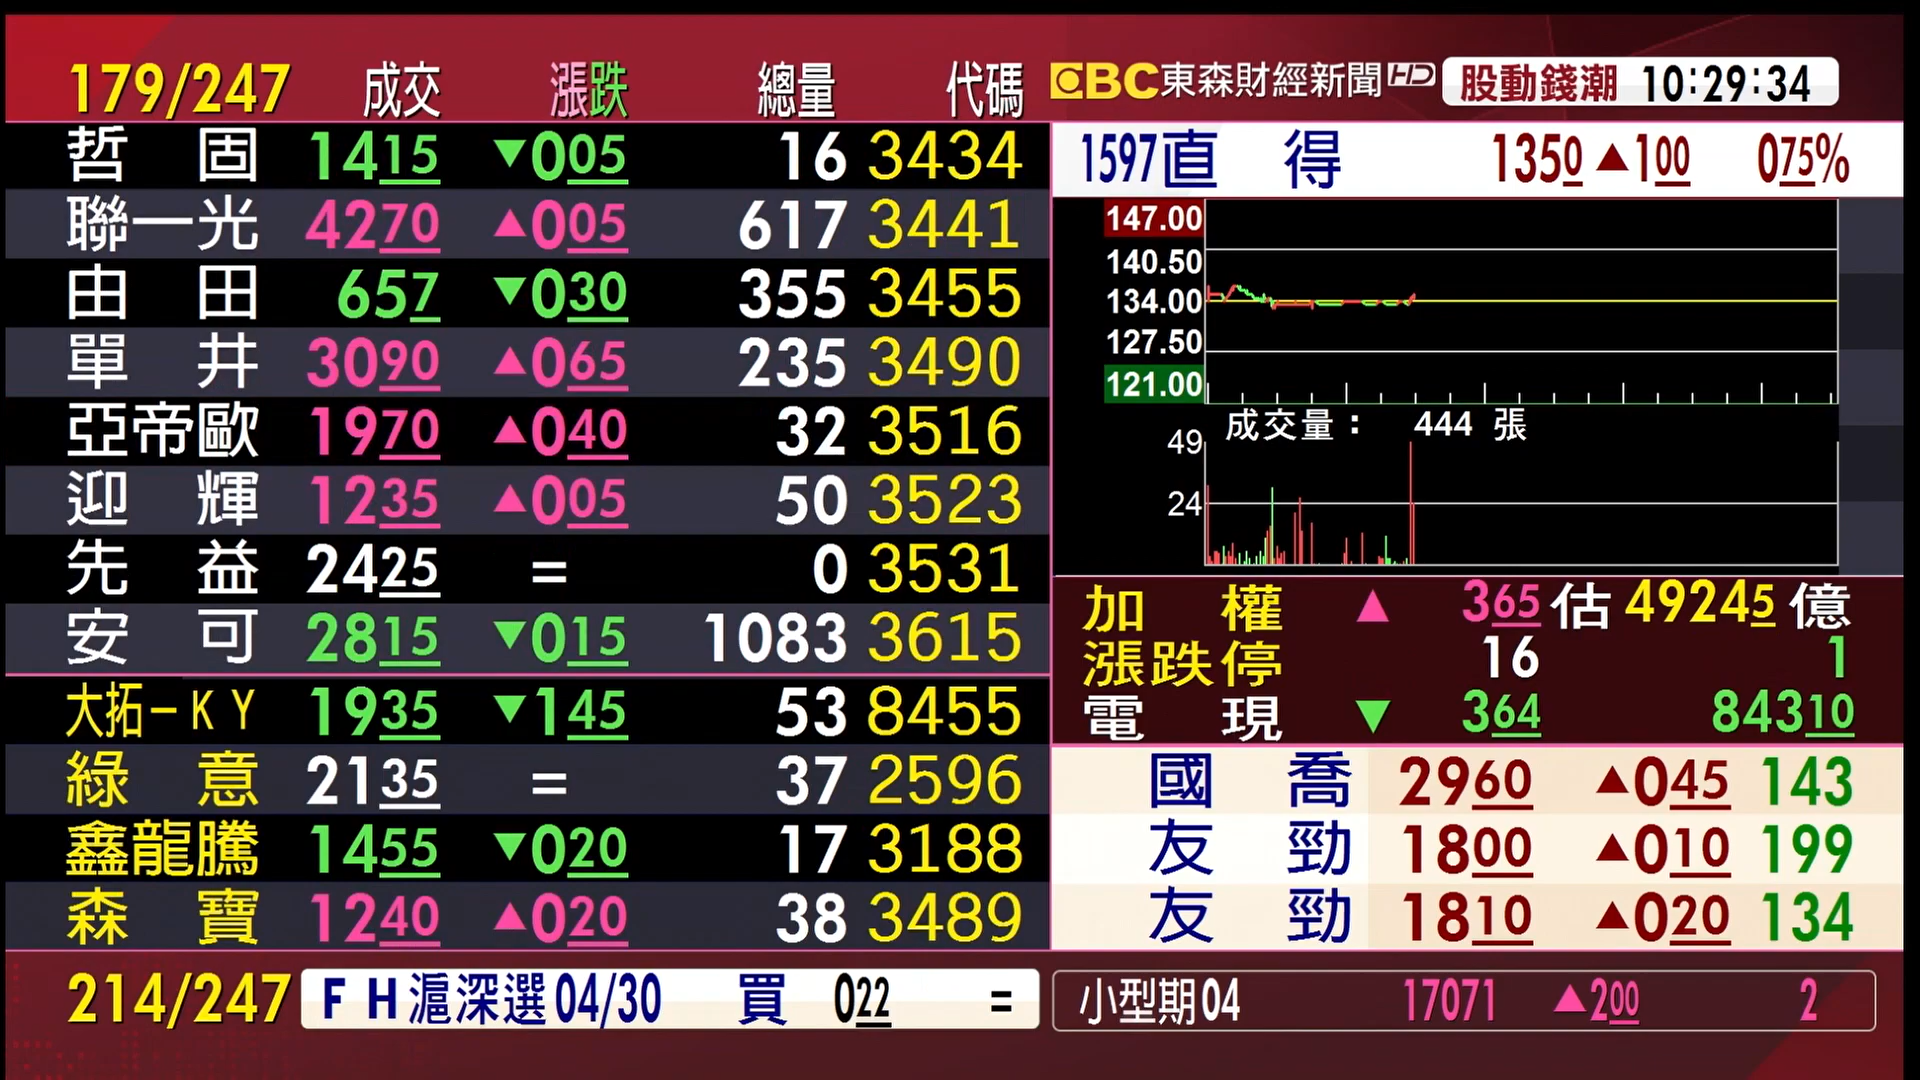 179/247 成交 漲跌 總量 代碼
哲固 1415 ▼005 16 3434
聯一光 4270 ▲005 617 3441
由田 657 ▼030 355 3455
單井 3090 ▲065 235 3490
亞帝歐 1970 ▲040 32 3516
迎輝 1235 ▲005 50 3523
先益 2425 = 0 3531
安可 2815 ▼015 1083 3615
大拓-KY 1935 ▼145 53 8455
綠意 2135 = 37 2596
鑫龍騰 1455 ▼020 17 3188
森寶 1240 ▲020 38 3489
214/247 FH滬深選04/30 買 022 =
EBC東森財經新聞HD 股動錢潮 10:29:34
1597直得 1350 ▲100 075%
147.00
140.50
134.00
127.50
121.00
成交量: 444 張
49
24
加權 ▲ 365 估 492455 億
漲跌停 16 1
電現 ▼ 364 84310
國喬 2960 ▲045 143
友勁 1800 ▲010 199
友勁 1810 ▲020 134
小型期04 17071 ▲200 2